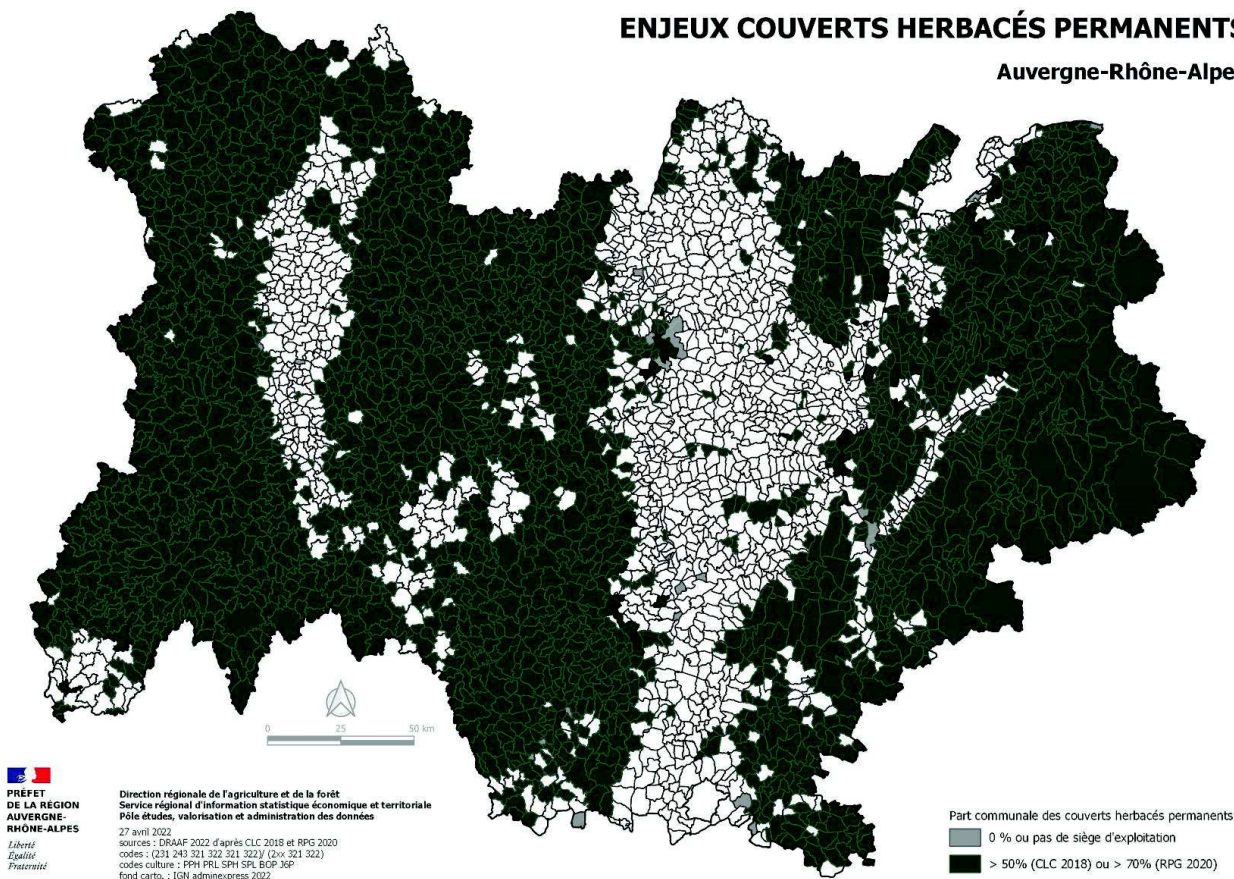 ENJEUX COUVERTS HERBACÉS PERMANENTS
Auvergne-Rhône-Alpe
0 25 50 km
PRÉFET
DE LA RÉGION
AUVERGNE-
RHÔNE-ALPES
Liberté
Égalité
Fraternité
Direction régionale de l'agriculture et de la forêt
Service régional d'information statistique économique et territoriale
Pôle études, valorisation et administration des données
27 avril 2022
sources : DRAAF 2022 d'après CLC 2018 et RPG 2020
codes : (231 243 321 322 321 322)/ (2xx 321 322)
codes culture : PPH PRL SPH SPL BOP J6P
fond carto. : IGN adminexpress 2022
Part communale des couverts herbacés permanents
0 % ou pas de siège d'exploitation
> 50% (CLC 2018) ou > 70% (RPG 2020)